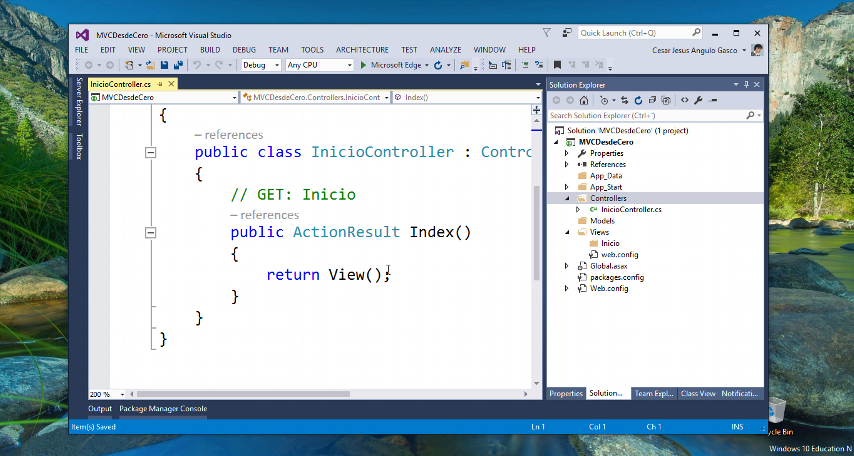 MVCDesdeCero - Microsoft Visual Studio
Quick Launch (Ctrl+Q)
FILE EDIT VIEW PROJECT BUILD DEBUG TEAM TOOLS ARCHITECTURE TEST ANALYZE WINDOW HELP
Cesar Jesus Angulo Gasco
Debug Any CPU Microsoft Edge
Server Explorer
Toolbox
InicioController.cs
MVCDesdeCero
MVCDesdeCero.Controllers.InicioCont
Index()
{
– references
public class InicioController : Contro
{
// GET: Inicio
– references
public ActionResult Index()
{
return View();
}
}
}
200 %
Solution Explorer
Search Solution Explorer (Ctrl+')
Solution 'MVCDesdeCero' (1 project)
MVCDesdeCero
Properties
References
App_Data
App_Start
Controllers
InicioController.cs
Models
Views
Inicio
web.config
Global.asax
packages.config
Web.config
Properties Solution... Team Expl... Class View Notificati...
Output Package Manager Console
Item(s) Saved Ln 1 Col 1 Ch 1 INS
ycle Bin
Windows 10 Education N